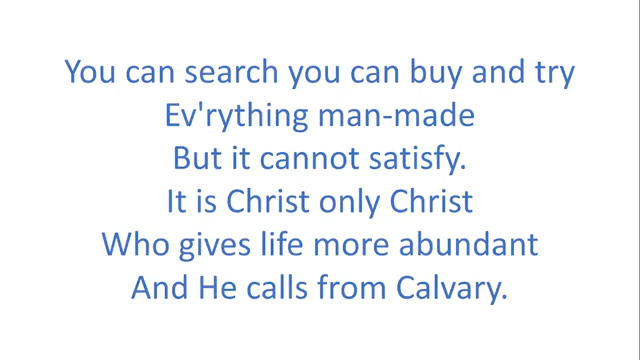 You can search you can buy and try
Ev'rything man-made
But it cannot satisfy.
It is Christ only Christ
Who gives life more abundant
And He calls from Calvary.